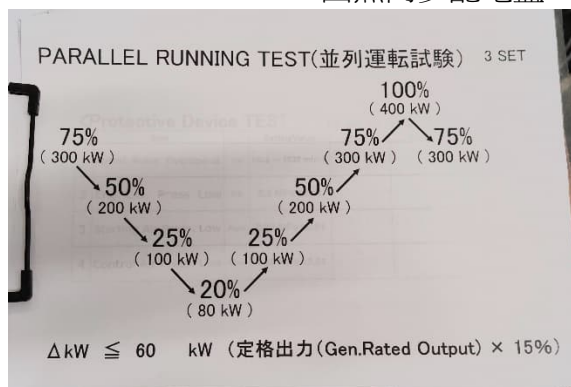 PARALLEL RUNNING TEST(並列運転試験) 3 SET
100%
( 400 kW )
75% 75% 75%
( 300 kW ) ( 300 kW ) ( 300 kW )
50% 50%
( 200 kW ) ( 200 kW )
25% 25%
( 100 kW ) ( 100 kW )
20%
( 80 kW )
ΔkW ≦ 60 kW (定格出力(Gen.Rated Output) × 15%)